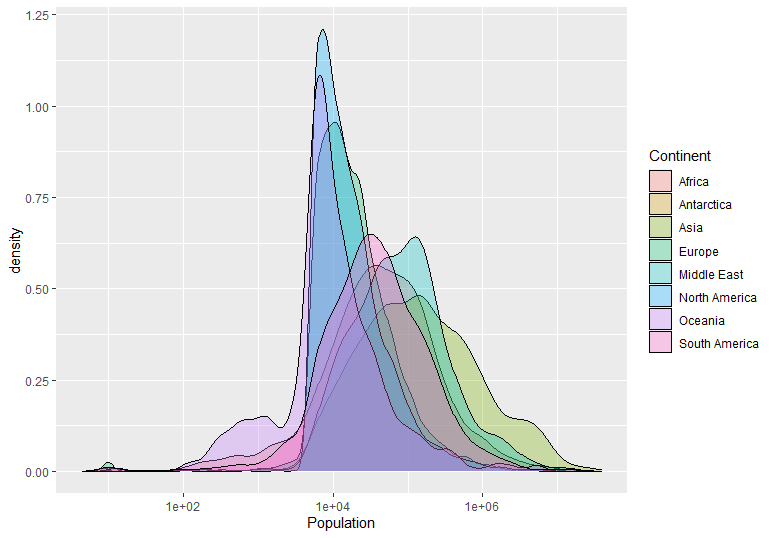 1.25
1.00
0.75
0.50
0.25
0.00
density
1e+02
1e+04
1e+06
Population
Continent
Africa
Antarctica
Asia
Europe
Middle East
North America
Oceania
South America